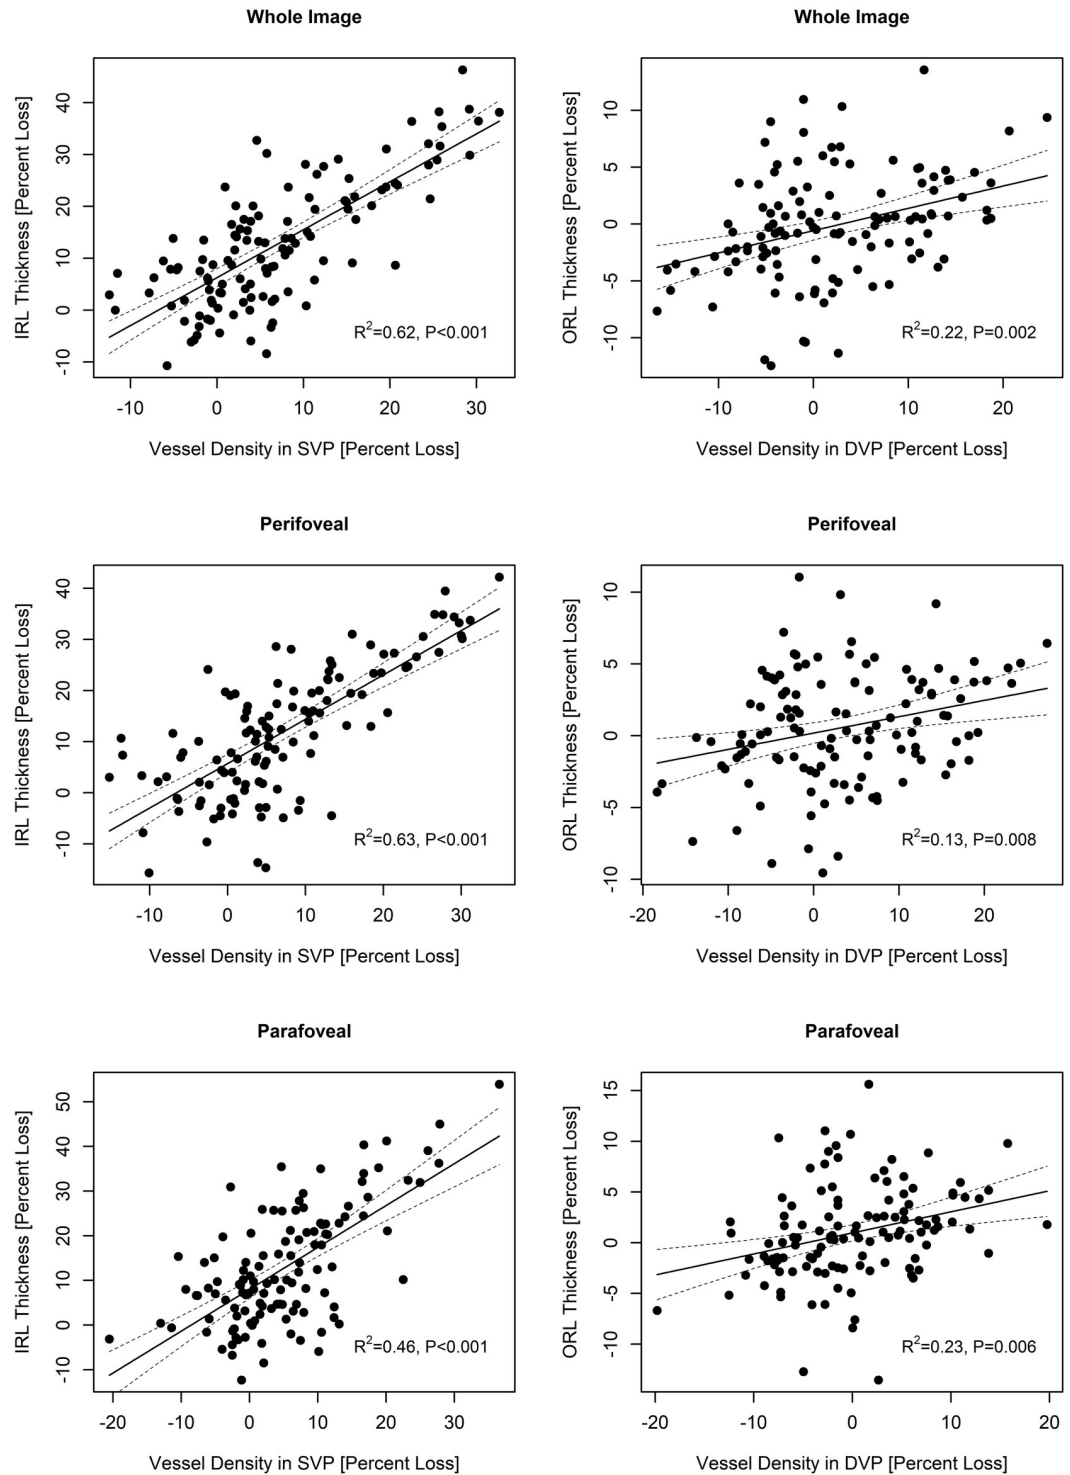 Whole Image
IRL Thickness [Percent Loss]
40
30
20
10
0
-10
R²=0.62, P<0.001
-10 0 10 20 30
Vessel Density in SVP [Percent Loss]
Whole Image
ORL Thickness [Percent Loss]
10
5
0
-5
-10
R²=0.22, P=0.002
-10 0 10 20
Vessel Density in DVP [Percent Loss]
Perifoveal
IRL Thickness [Percent Loss]
40
30
20
10
0
-10
R²=0.63, P<0.001
-10 0 10 20 30
Vessel Density in SVP [Percent Loss]
Perifoveal
ORL Thickness [Percent Loss]
10
5
0
-5
-10
R²=0.13, P=0.008
-20 -10 0 10 20
Vessel Density in DVP [Percent Loss]
Parafoveal
IRL Thickness [Percent Loss]
50
40
30
20
10
0
-10
R²=0.46, P<0.001
-20 -10 0 10 20 30
Vessel Density in SVP [Percent Loss]
Parafoveal
ORL Thickness [Percent Loss]
15
10
5
0
-5
-10
R²=0.23, P=0.006
-20 -10 0 10 20
Vessel Density in DVP [Percent Loss]